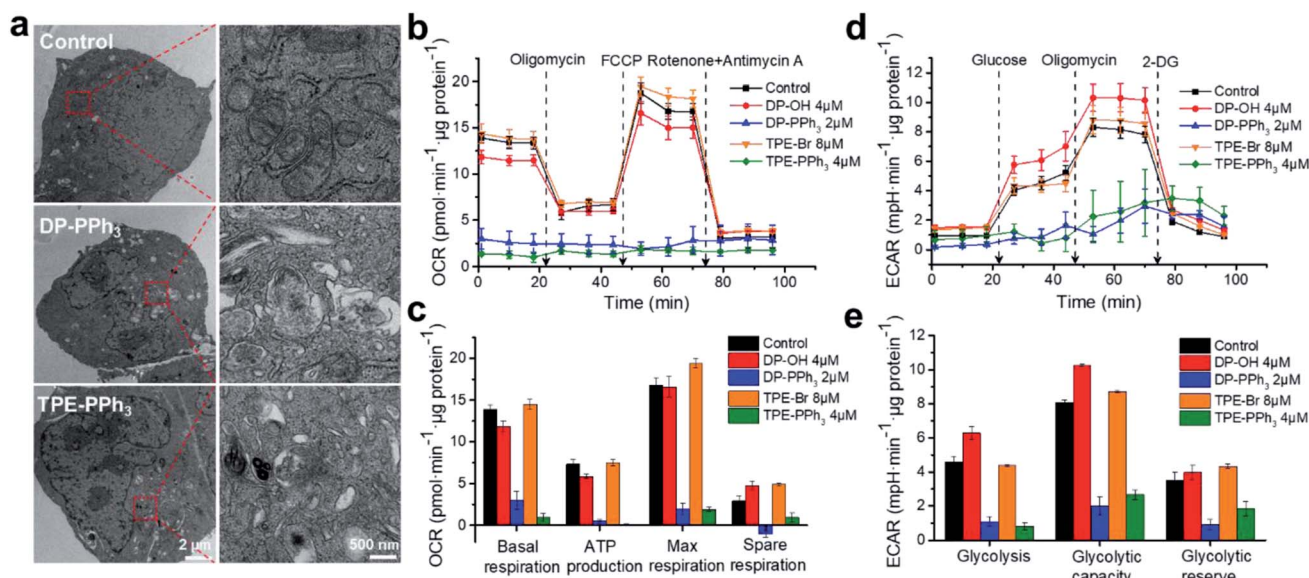 a
Control
DP-PPh₃
TPE-PPh₃
2 µm
500 nm
b
Oligomycin
FCCP Rotenone+Antimycin A
Control
DP-OH 4µM
DP-PPh₃ 2µM
TPE-Br 8µM
TPE-PPh₃ 4µM
20
15
10
5
0
OCR (pmol·min⁻¹·µg protein⁻¹)
0 20 40 60 80 100 120
Time (min)
c
Control
DP-OH 4µM
DP-PPh₃ 2µM
TPE-Br 8µM
TPE-PPh₃ 4µM
20
15
10
5
0
OCR (pmol·min⁻¹·µg protein⁻¹)
Basal respiration
ATP production
Max respiration
Spare respiration
d
Glucose
Oligomycin
2-DG
Control
DP-OH 4µM
DP-PPh₃ 2µM
TPE-Br 8µM
TPE-PPh₃ 4µM
12
10
8
6
4
2
0
ECAR (mpH·min⁻¹·µg protein⁻¹)
0 20 40 60 80 100 120
Time (min)
e
Control
DP-OH 4µM
DP-PPh₃ 2µM
TPE-Br 8µM
TPE-PPh₃ 4µM
10
8
6
4
2
0
ECAR (mpH·min⁻¹·µg protein⁻¹)
Glycolysis
Glycolytic capacity
Glycolytic reserve